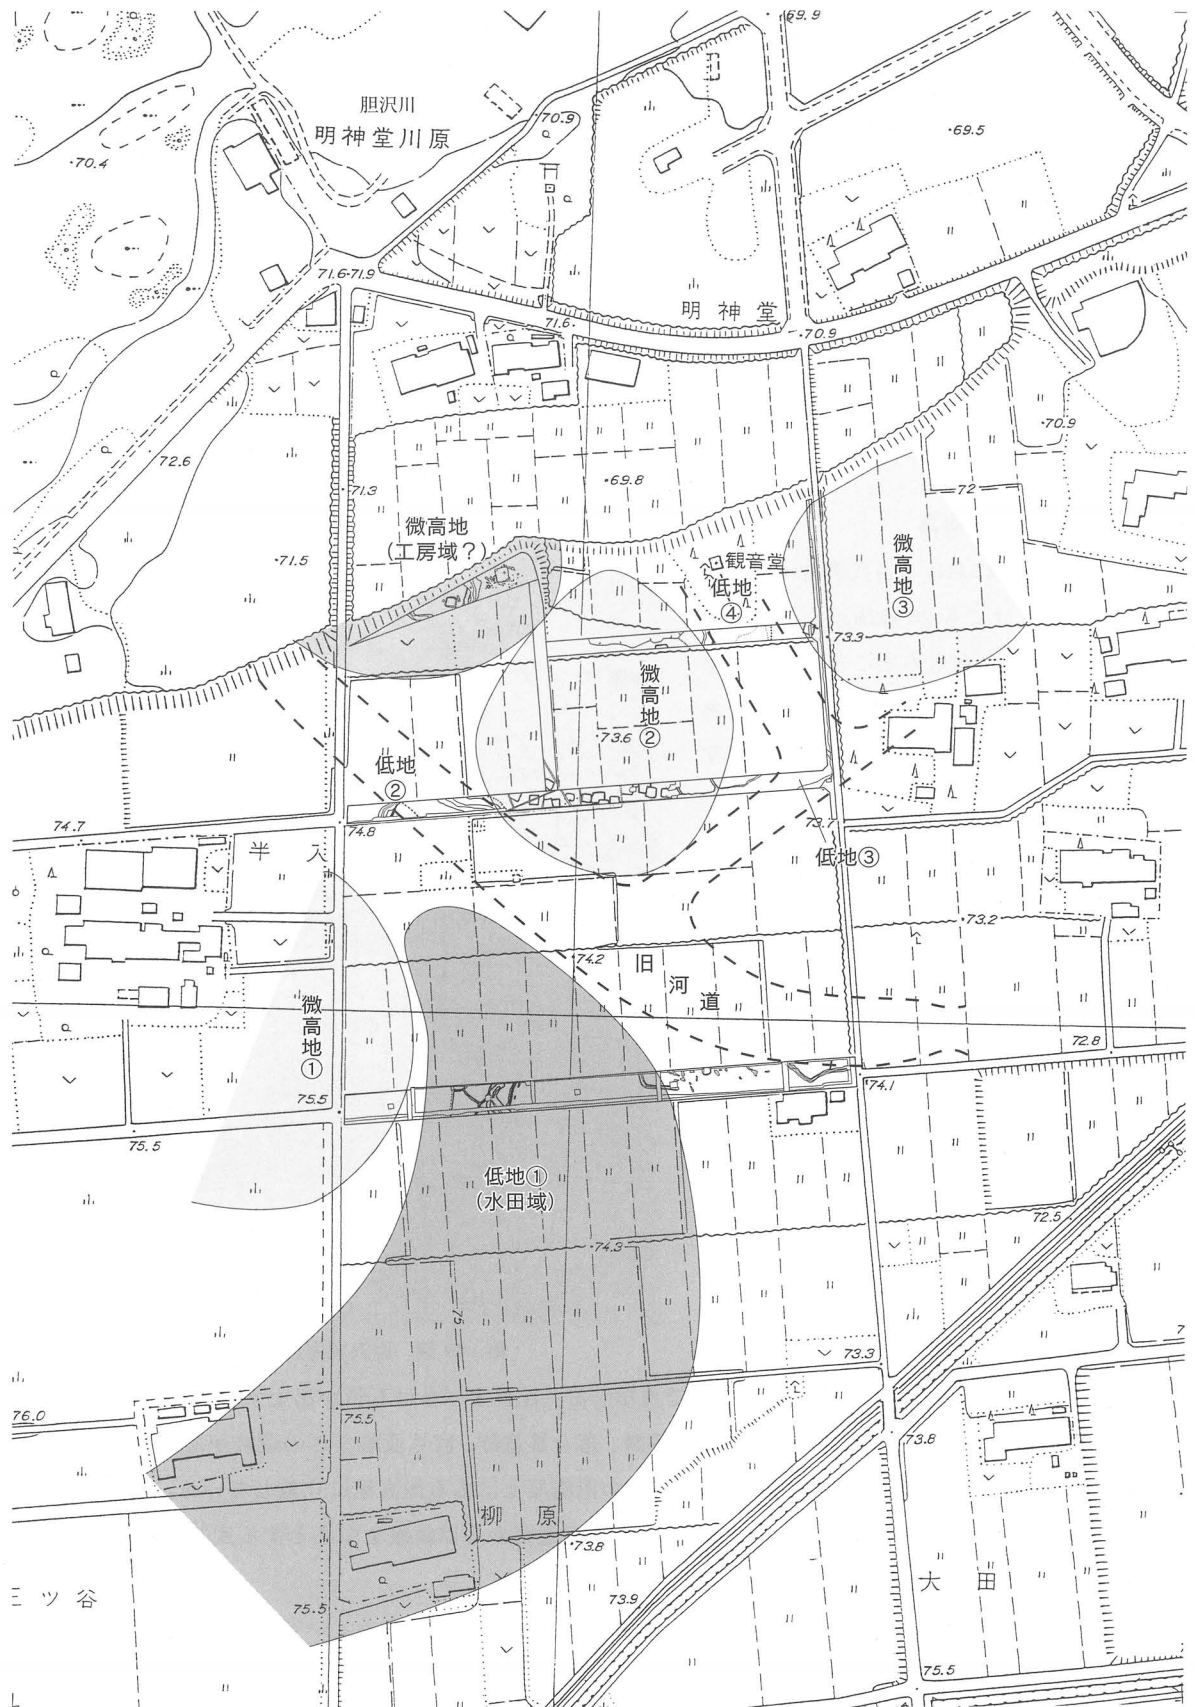 69.9
胆沢川
明神堂川原
70.9
70.4
69.5
71.6
71.9
71.6
明神堂
70.9
70.9
72.6
71.3
69.8
72
微高地
(工房域?)
71.5
観音堂
低地
④
微高地③
73.3
微高地②
73.6
低地
②
74.7
74.8
73.7
半入
低地③
73.2
74.2
旧河道
微高地①
72.8
74.1
75.5
75.5
低地①
(水田域)
72.5
74.3
75
73.3
76.0
75.5
73.8
柳原
73.8
大田
三ツ谷
75.5
73.9
75.5